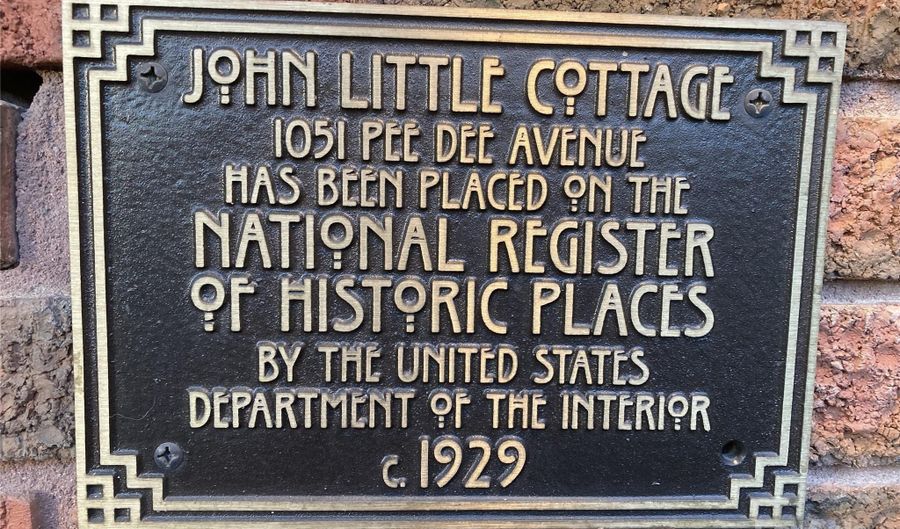 JOHN LITTLE COTTAGE
1051 PEE DEE AVENUE
HAS BEEN PLACED ON THE
NATIONAL REGISTER
OF HISTORIC PLACES
BY THE UNITED STATES
DEPARTMENT OF THE INTERIOR
c. 1929